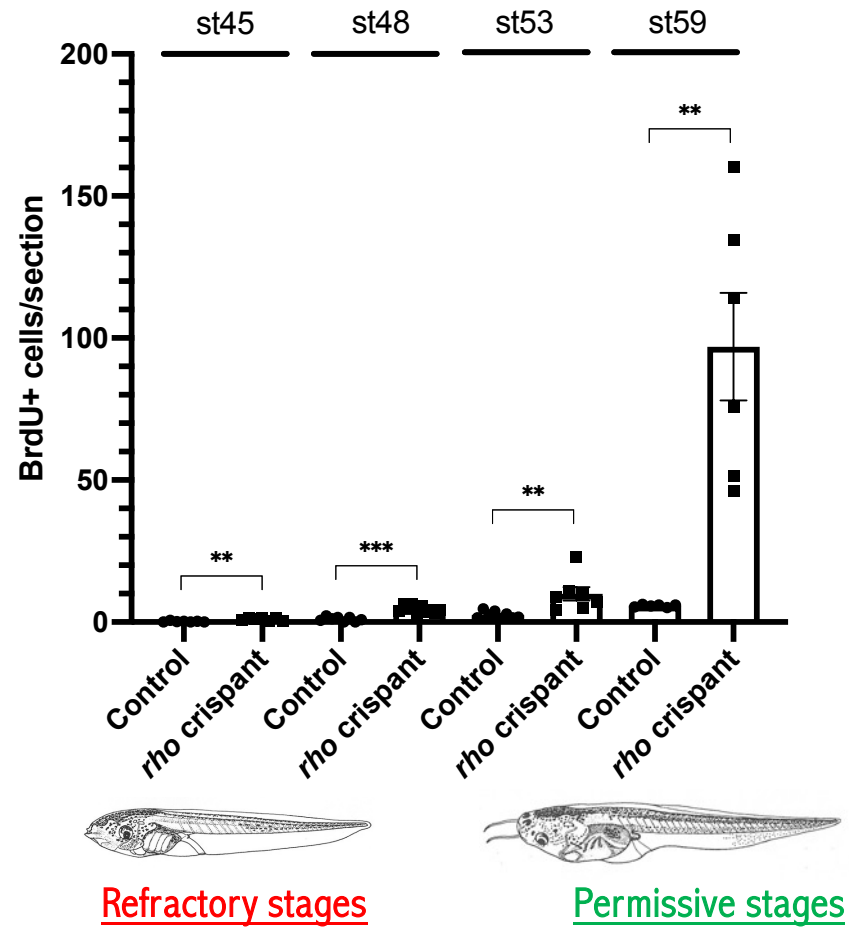 st45 st48 st53 st59
200
150
100
50
0
BrdU+ cells/section
** *** ** **
Control rho crispant Control rho crispant Control rho crispant Control rho crispant
Refractory stages Permissive stages